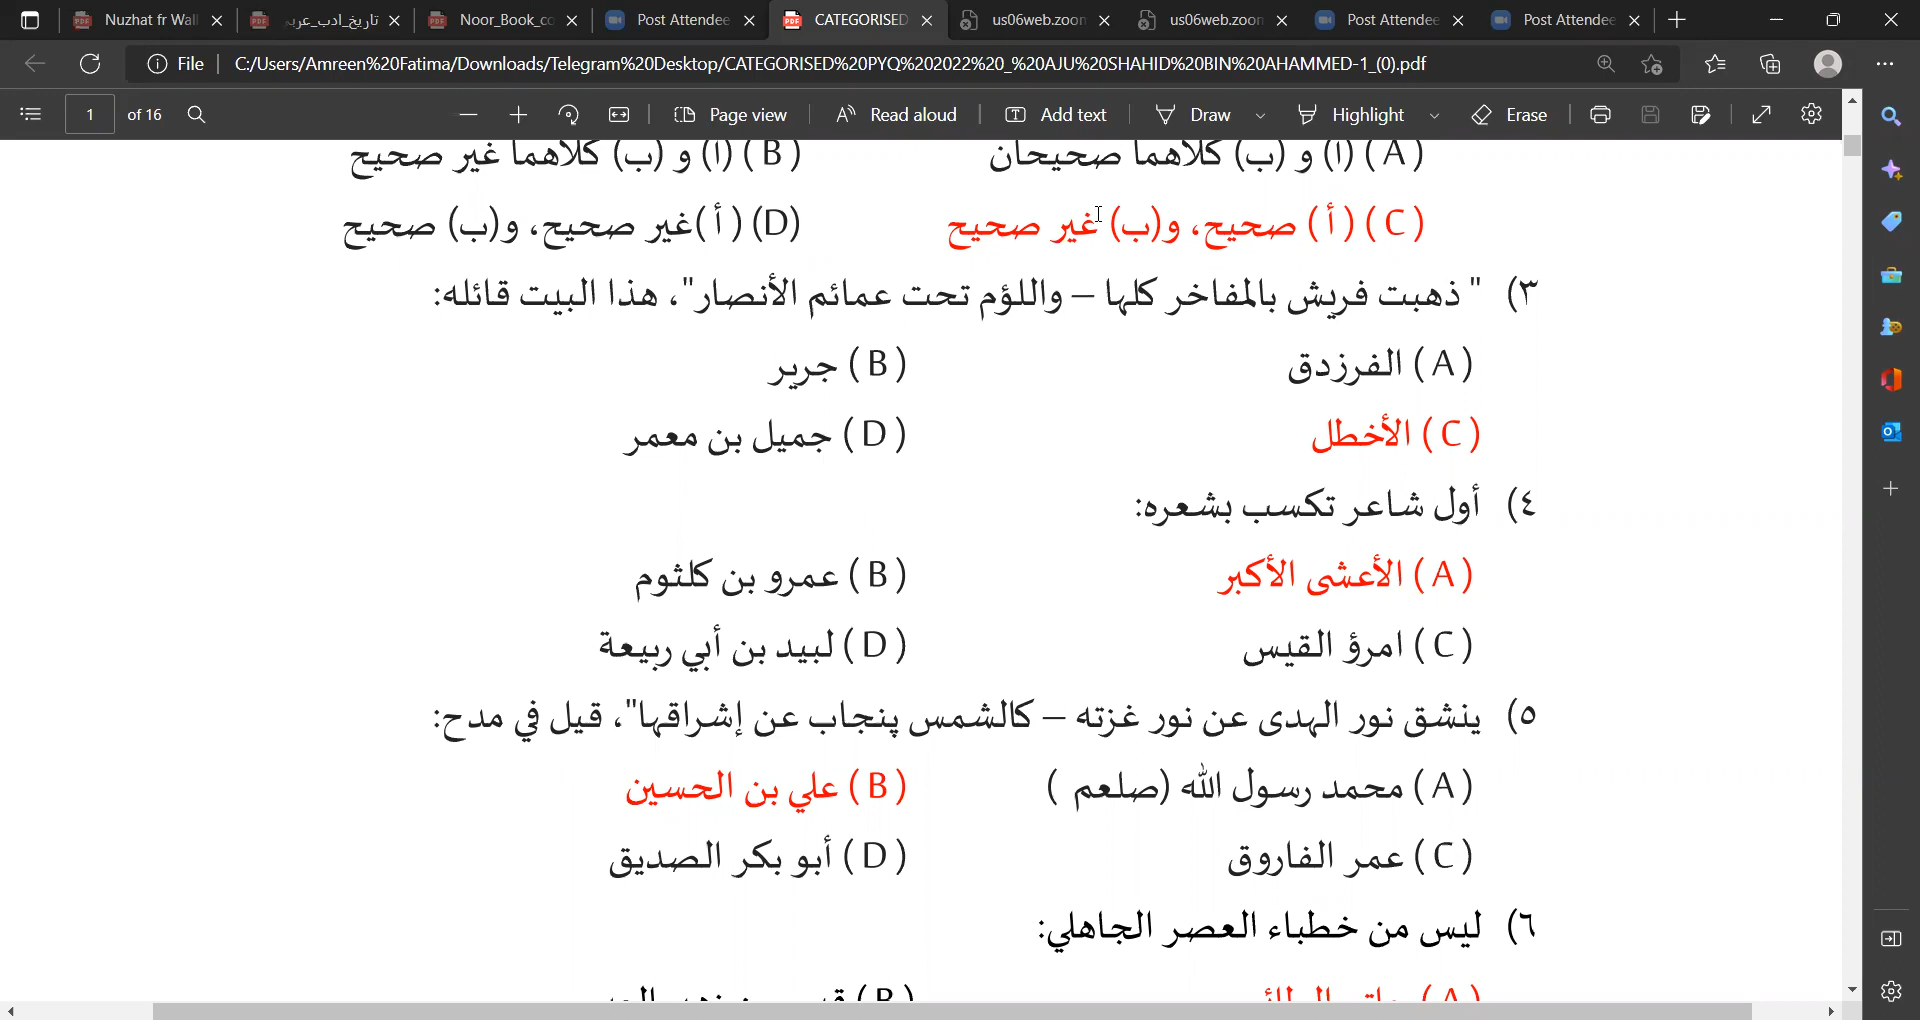 Nuzhat fr Wall
تاريخ_ادب_عربی
Noor_Book_co
Post Attendee
CATEGORISED
us06web.zoom
us06web.zoom
Post Attendee
Post Attendee
File
C:/Users/Amreen%20Fatima/Downloads/Telegram%20Desktop/CATEGORISED%20PYQ%202022%20_%20AJU%20SHAHID%20BIN%20AHAMMED-1_(0).pdf
1 of 16
Page view
Read aloud
Add text
Draw
Highlight
Erase
(A) (ا) و (ب) كلاهما صحيحان (B) (ا) و (ب) كلاهما غير صحيح
(C) (أ) صحيح، و(ب) غير صحيح (D) (أ)غير صحيح، و(ب) صحيح
٣) " ذهبت فريش بالمفاخر كلها – واللؤم تحت عمائم الأنصار"، هذا البيت قائله:
(A) الفرزدق (B) جرير
(C) الأخطل (D) جميل بن معمر
٤) أول شاعر تكسب بشعره:
(A) الأعشى الأكبر (B) عمرو بن كلثوم
(C) امرؤ القيس (D) لبيد بن أبي ربيعة
٥) ينشق نور الهدى عن نور غزته – كالشمس پنجاب عن إشراقها"، قيل في مدح:
(A) محمد رسول الله (صلعم ) (B) علي بن الحسين
(C) عمر الفاروق (D) أبو بكر الصديق
٦) ليس من خطباء العصر الجاهلي: